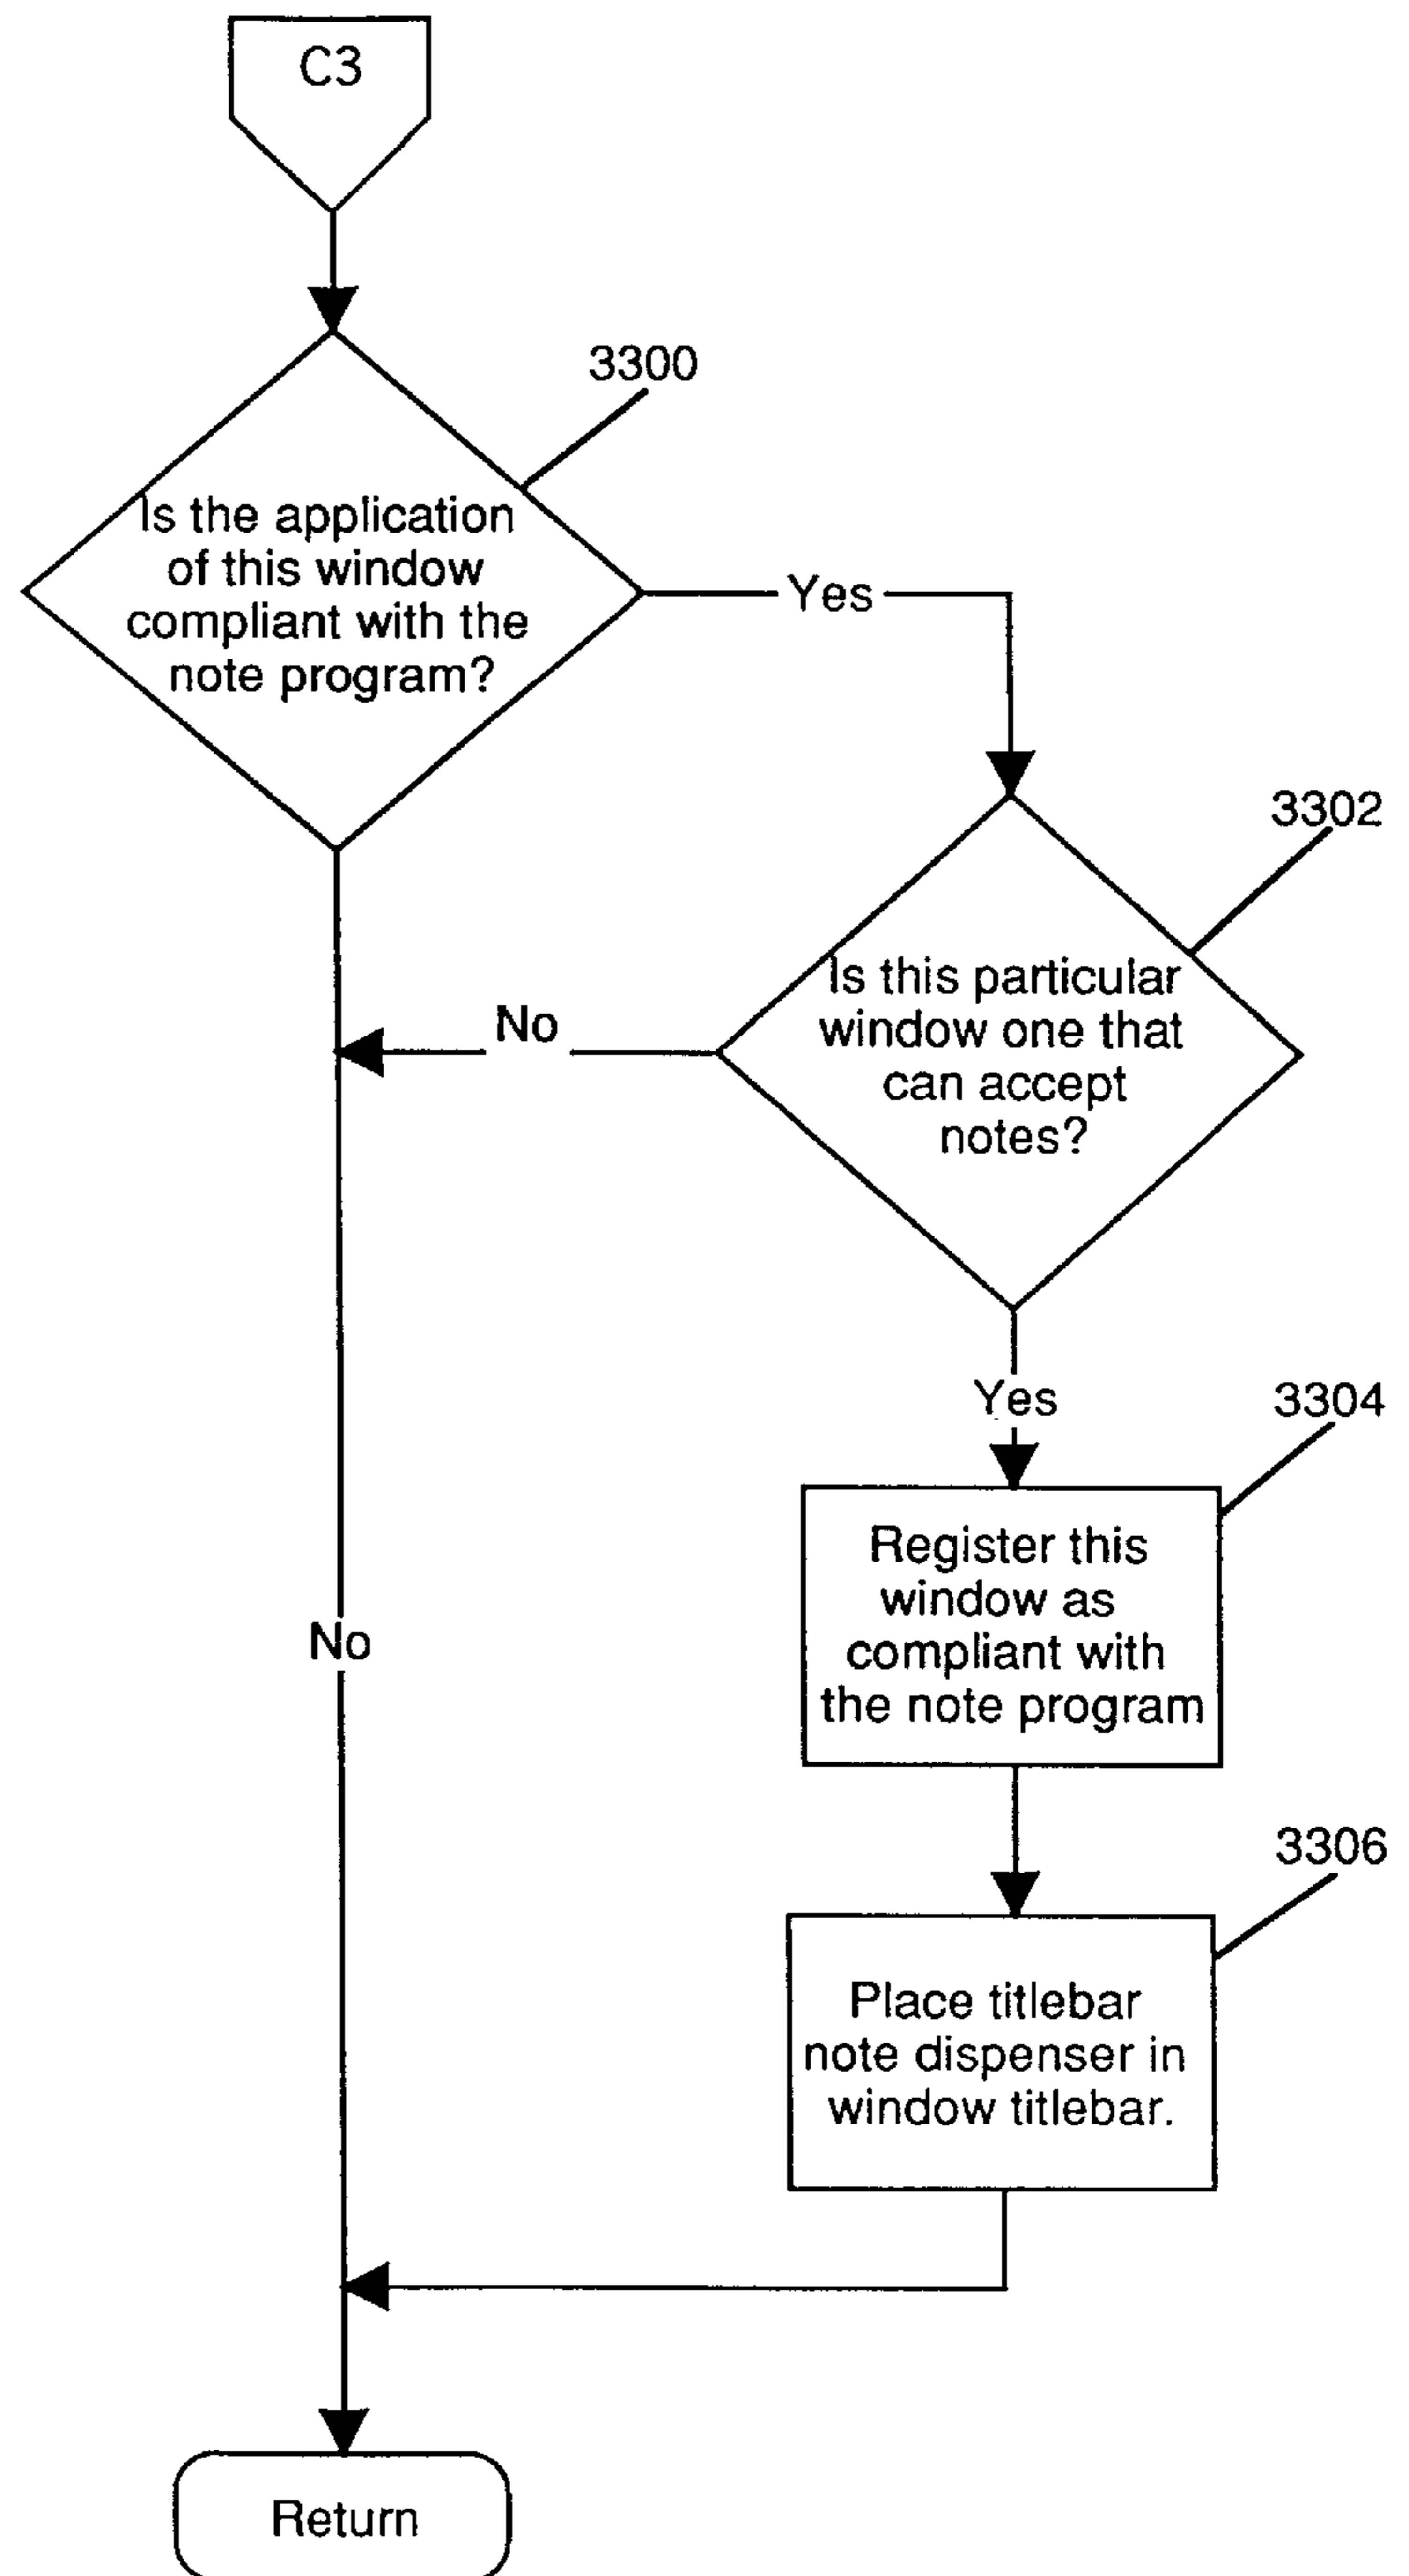 C3
3300
Is the application
of this window
compliant with the
note program?
Yes
3302
Is this particular
window one that
can accept
notes?
No
Yes
3304
Register this
window as
compliant with
the note program
No
3306
Place titlebar
note dispenser in
window titlebar.
Return